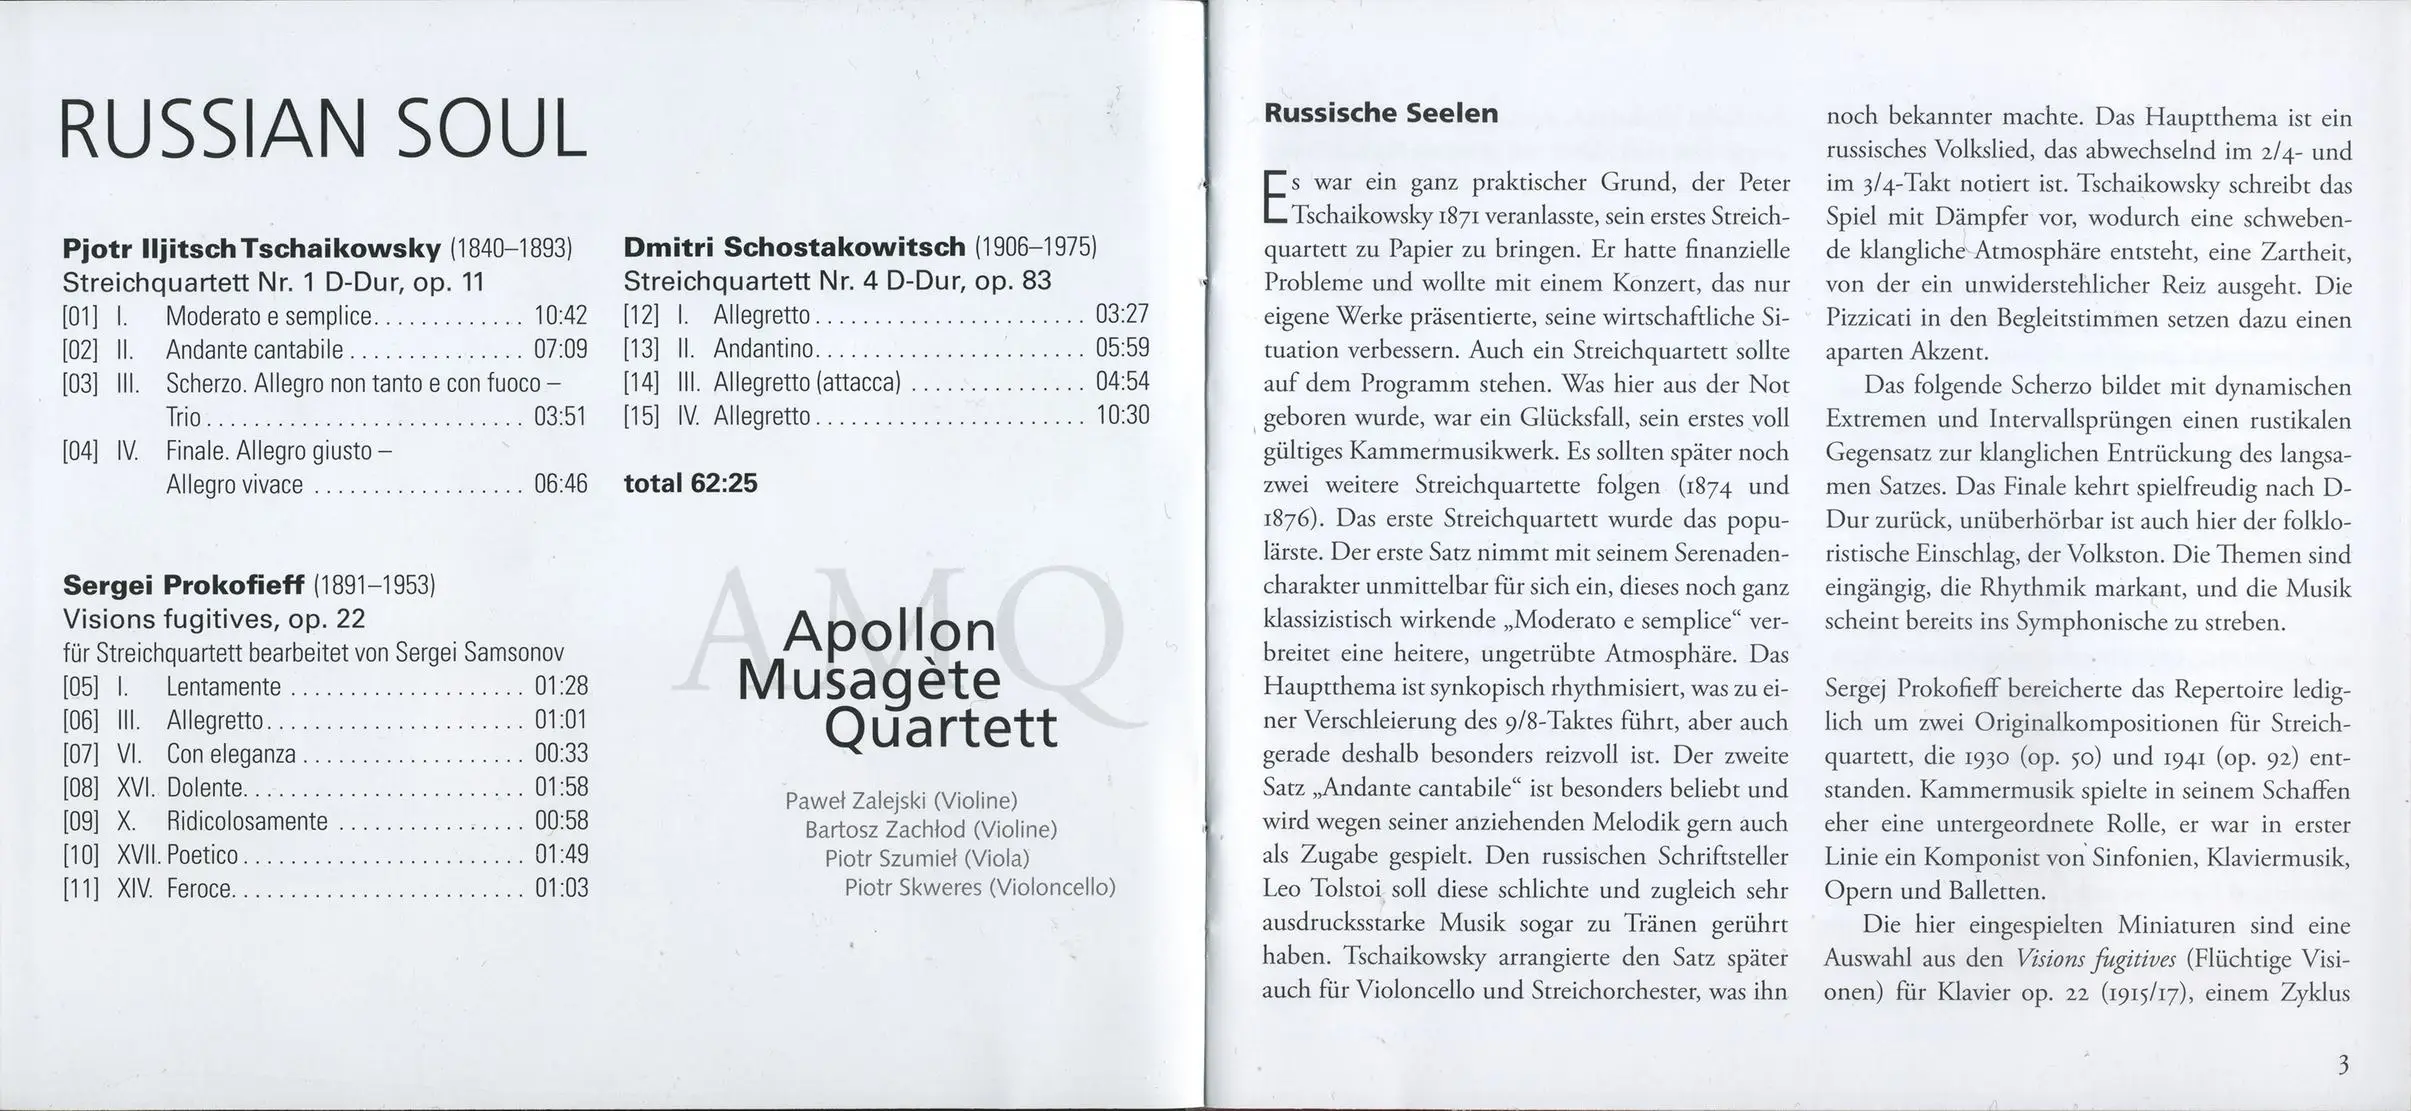 RUSSIAN SOUL
Pjotr Iljitsch Tschaikowsky (1840–1893)
Streichquartett Nr. 1 D-Dur, op. 11
[01] I. Moderato e semplice............. 10:42
[02] II. Andante cantabile ............... 07:09
[03] III. Scherzo. Allegro non tanto e con fuoco –
Trio........................... 03:51
[04] IV. Finale. Allegro giusto –
Allegro vivace .................. 06:46
Sergei Prokofieff (1891–1953)
Visions fugitives, op. 22
für Streichquartett bearbeitet von Sergei Samsonov
[05] I. Lentamente .................... 01:28
[06] III. Allegretto...................... 01:01
[07] VI. Con eleganza ................... 00:33
[08] XVI. Dolente........................ 01:58
[09] X. Ridicolosamente ................ 00:58
[10] XVII. Poetico........................ 01:49
[11] XIV. Feroce......................... 01:03
Dmitri Schostakowitsch (1906–1975)
Streichquartett Nr. 4 D-Dur, op. 83
[12] I. Allegretto....................... 03:27
[13] II. Andantino....................... 05:59
[14] III. Allegretto (attacca) ............... 04:54
[15] IV. Allegretto....................... 10:30
total 62:25
AMQ
Apollon
Musagète
Quartett
Paweł Zalejski (Violine)
Bartosz Zachłod (Violine)
Piotr Szumieł (Viola)
Piotr Skweres (Violoncello)
Russische Seelen
Es war ein ganz praktischer Grund, der Peter
Tschaikowsky 1871 veranlasste, sein erstes Streich-
quartett zu Papier zu bringen. Er hatte finanzielle
Probleme und wollte mit einem Konzert, das nur
eigene Werke präsentierte, seine wirtschaftliche Si-
tuation verbessern. Auch ein Streichquartett sollte
auf dem Programm stehen. Was hier aus der Not
geboren wurde, war ein Glücksfall, sein erstes voll
gültiges Kammermusikwerk. Es sollten später noch
zwei weitere Streichquartette folgen (1874 und
1876). Das erste Streichquartett wurde das popu-
lärste. Der erste Satz nimmt mit seinem Serenaden-
charakter unmittelbar für sich ein, dieses noch ganz
klassizistisch wirkende „Moderato e semplice“ ver-
breitet eine heitere, ungetrübte Atmosphäre. Das
Hauptthema ist synkopisch rhythmisiert, was zu ei-
ner Verschleierung des 9/8-Taktes führt, aber auch
gerade deshalb besonders reizvoll ist. Der zweite
Satz „Andante cantabile“ ist besonders beliebt und
wird wegen seiner anziehenden Melodik gern auch
als Zugabe gespielt. Den russischen Schriftsteller
Leo Tolstoi soll diese schlichte und zugleich sehr
ausdrucksstarke Musik sogar zu Tränen gerührt
haben. Tschaikowsky arrangierte den Satz später
auch für Violoncello und Streichorchester, was ihn
noch bekannter machte. Das Hauptthema ist ein
russisches Volkslied, das abwechselnd im 2/4- und
im 3/4-Takt notiert ist. Tschaikowsky schreibt das
Spiel mit Dämpfer vor, wodurch eine schweben-
de klangliche Atmosphäre entsteht, eine Zartheit,
von der ein unwiderstehlicher Reiz ausgeht. Die
Pizzicati in den Begleitstimmen setzen dazu einen
aparten Akzent.
Das folgende Scherzo bildet mit dynamischen
Extremen und Intervallsprüngen einen rustikalen
Gegensatz zur klanglichen Entrückung des langsa-
men Satzes. Das Finale kehrt spielfreudig nach D-
Dur zurück, unüberhörbar ist auch hier der folklo-
ristische Einschlag, der Volkston. Die Themen sind
eingängig, die Rhythmik markant, und die Musik
scheint bereits ins Symphonische zu streben.
Sergej Prokofieff bereicherte das Repertoire ledig-
lich um zwei Originalkompositionen für Streich-
quartett, die 1930 (op. 50) und 1941 (op. 92) ent-
standen. Kammermusik spielte in seinem Schaffen
eher eine untergeordnete Rolle, er war in erster
Linie ein Komponist von Sinfonien, Klaviermusik,
Opern und Balletten.
Die hier eingespielten Miniaturen sind eine
Auswahl aus den Visions fugitives (Flüchtige Visi-
onen) für Klavier op. 22 (1915/17), einem Zyklus
3